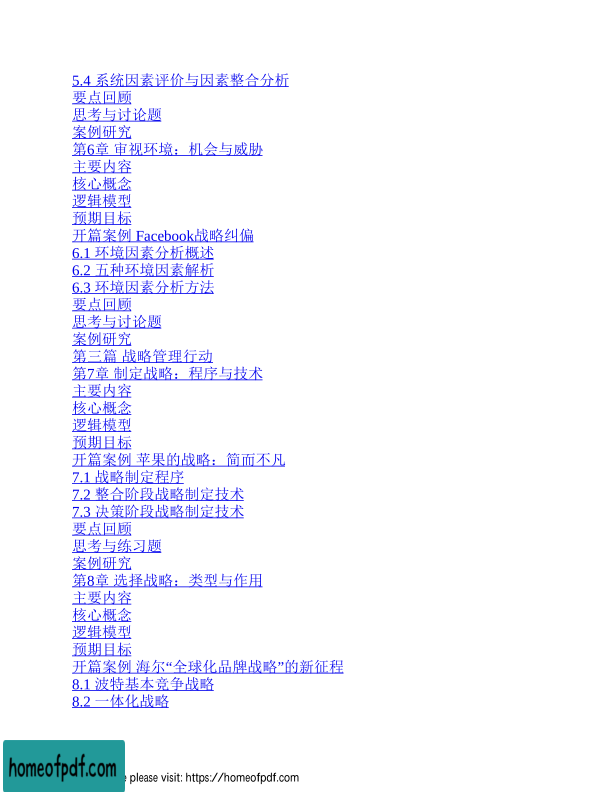 5.4 系统因素评价与因素整合分析
要点回顾
思考与讨论题
案例研究
第6章 审视环境：机会与威胁
主要内容
核心概念
逻辑模型
预期目标
开篇案例 Facebook战略纠偏
6.1 环境因素分析概述
6.2 五种环境因素解析
6.3 环境因素分析方法
要点回顾
思考与讨论题
案例研究
第三篇 战略管理行动
第7章 制定战略：程序与技术
主要内容
核心概念
逻辑模型
预期目标
开篇案例 苹果的战略：简而不凡
7.1 战略制定程序
7.2 整合阶段战略制定技术
7.3 决策阶段战略制定技术
要点回顾
思考与练习题
案例研究
第8章 选择战略：类型与作用
主要内容
核心概念
逻辑模型
预期目标
开篇案例 海尔“全球化品牌战略”的新征程
8.1 波特基本竞争战略
8.2 一体化战略
homeofpdf.com
please visit: https://homeofpdf.com